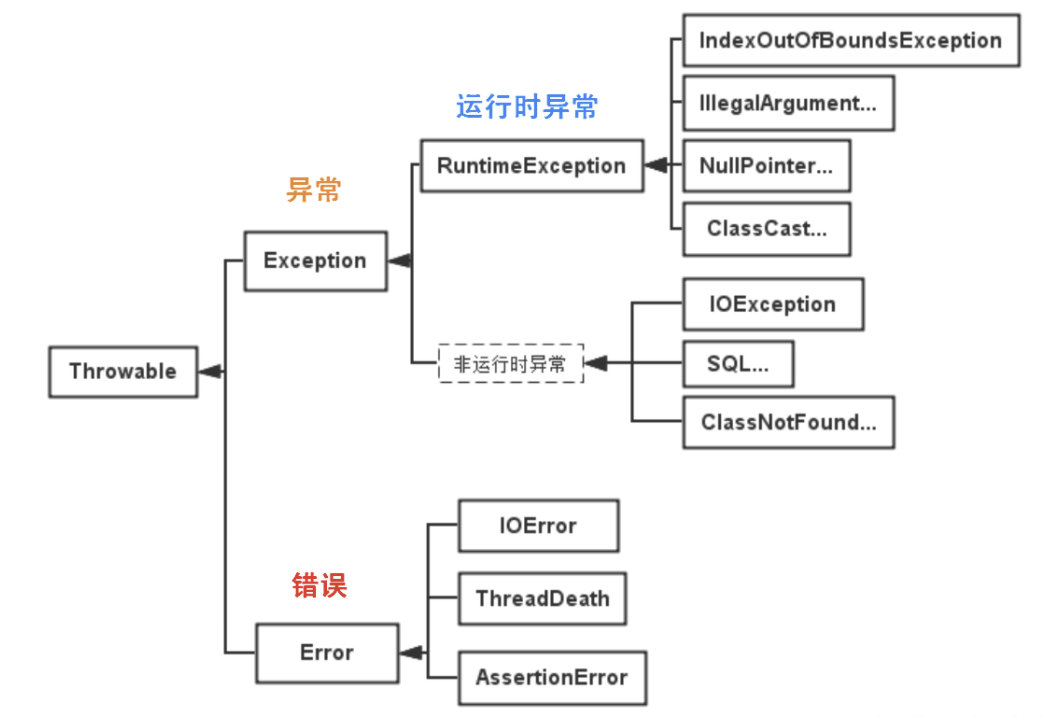 IndexOutOfBoundsException
运行时异常
IllegalArgument...
RuntimeException
NullPointer...
异常
ClassCast...
Exception
IOException
非运行时异常
SQL...
Throwable
ClassNotFound...
IOError
错误
ThreadDeath
Error
AssertionError